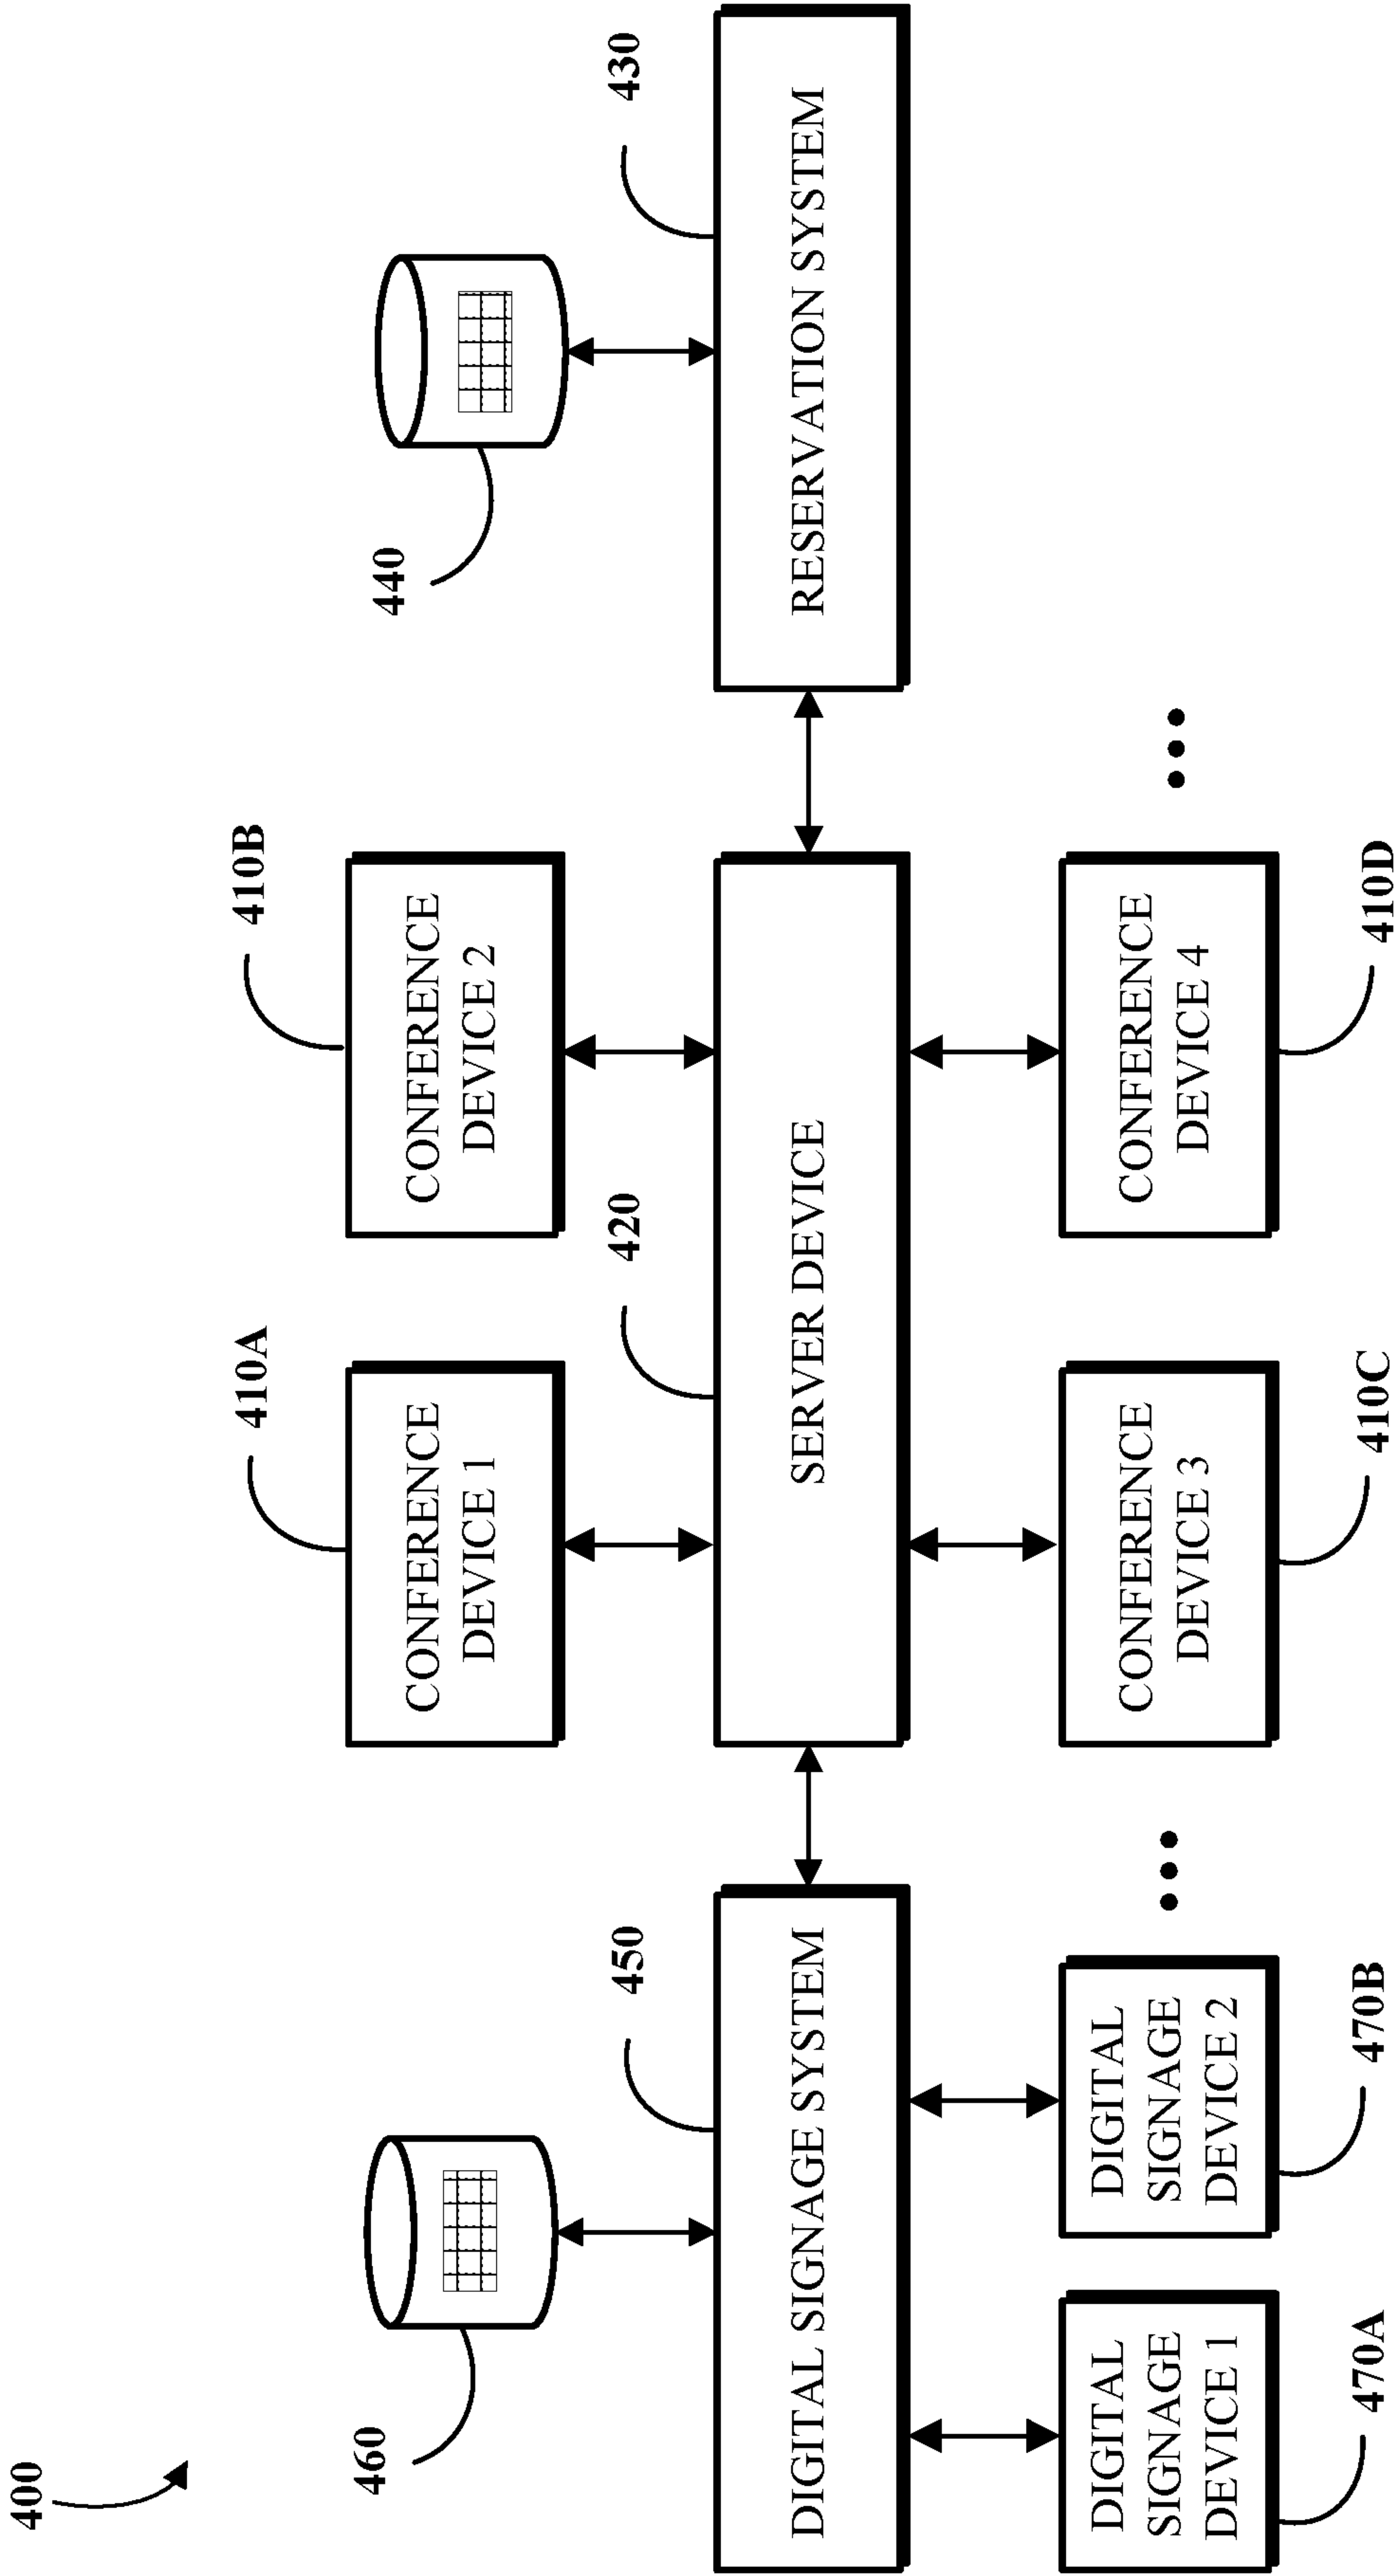 400
460
440
410A
410B
CONFERENCE
DEVICE 1
CONFERENCE
DEVICE 2
450
420
430
DIGITAL SIGNAGE SYSTEM
SERVER DEVICE
RESERVATION SYSTEM
DIGITAL
SIGNAGE
DEVICE 1
DIGITAL
SIGNAGE
DEVICE 2
CONFERENCE
DEVICE 3
CONFERENCE
DEVICE 4
470A
470B
410C
410D